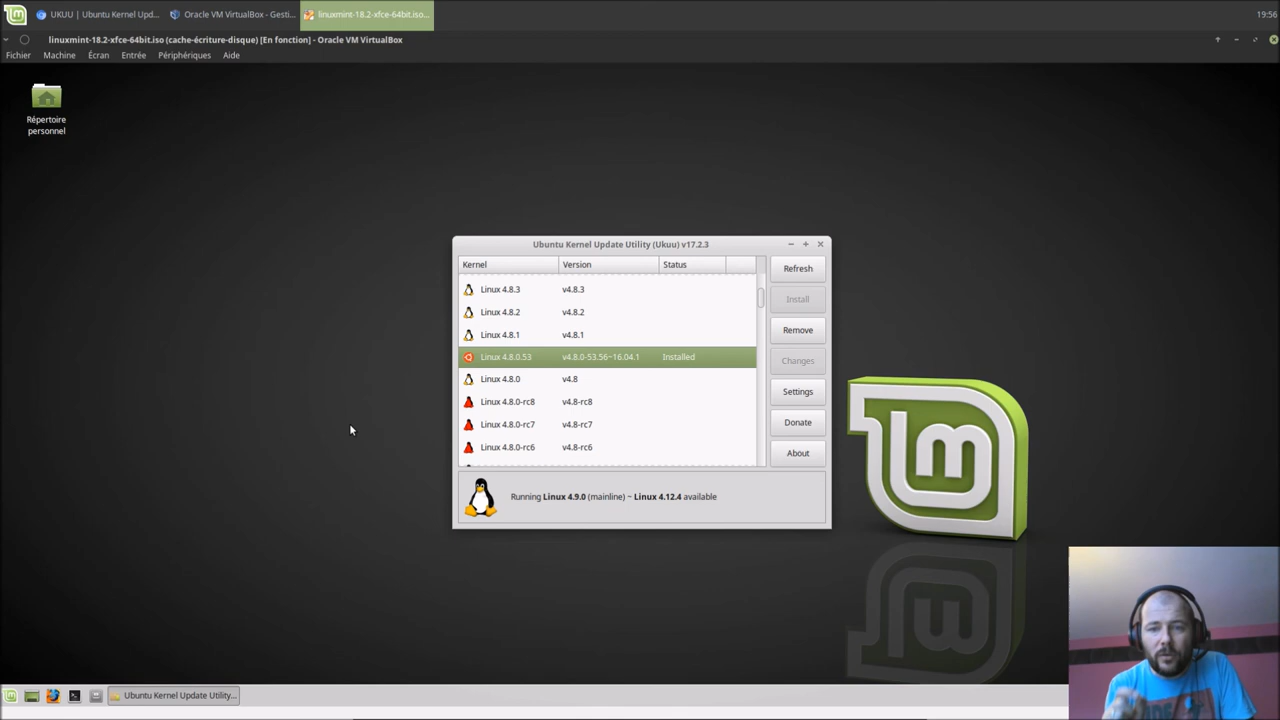 UKUU | Ubuntu Kernel Upd...
Oracle VM VirtualBox - Gesti...
linuxmint-18.2-xfce-64bit.iso...
19:56
linuxmint-18.2-xfce-64bit.iso (cache-écriture-disque) [En fonction] - Oracle VM VirtualBox
Fichier Machine Écran Entrée Périphériques Aide
Répertoire
personnel
Ubuntu Kernel Update Utility (Ukuu) v17.2.3
Kernel Version Status
Linux 4.8.3 v4.8.3
Linux 4.8.2 v4.8.2
Linux 4.8.1 v4.8.1
Linux 4.8.0.53 v4.8.0-53.56~16.04.1 Installed
Linux 4.8.0 v4.8
Linux 4.8.0-rc8 v4.8-rc8
Linux 4.8.0-rc7 v4.8-rc7
Linux 4.8.0-rc6 v4.8-rc6
Refresh
Install
Remove
Changes
Settings
Donate
About
Running Linux 4.9.0 (mainline) ~ Linux 4.12.4 available
Ubuntu Kernel Update Utility...